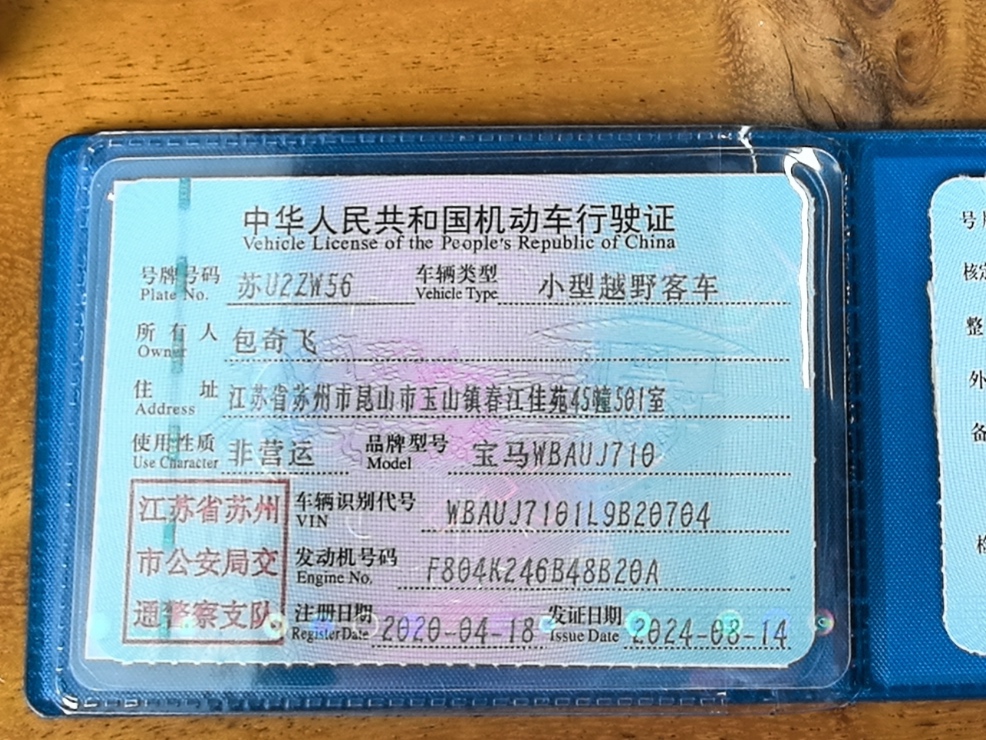 中华人民共和国机动车行驶证
Vehicle License of the People's Republic of China
号牌号码 苏U2ZW56 车辆类型 小型越野客车
Plate No. Vehicle Type
所有人 包奇飞
Owner
住址 江苏省苏州市昆山市玉山镇春江佳苑45幢501室
Address
使用性质 非营运 品牌型号 宝马WBAUJ710
Use Character Model
江苏省苏州
市公安局交
通警察支队
车辆识别代号 WBAUJ7101L9B20704
VIN
发动机号码 F804K246B48B20A
Engine No.
注册日期 2020-04-18 发证日期 2024-08-14
Register Date Issue Date
号
核定
整
外
备